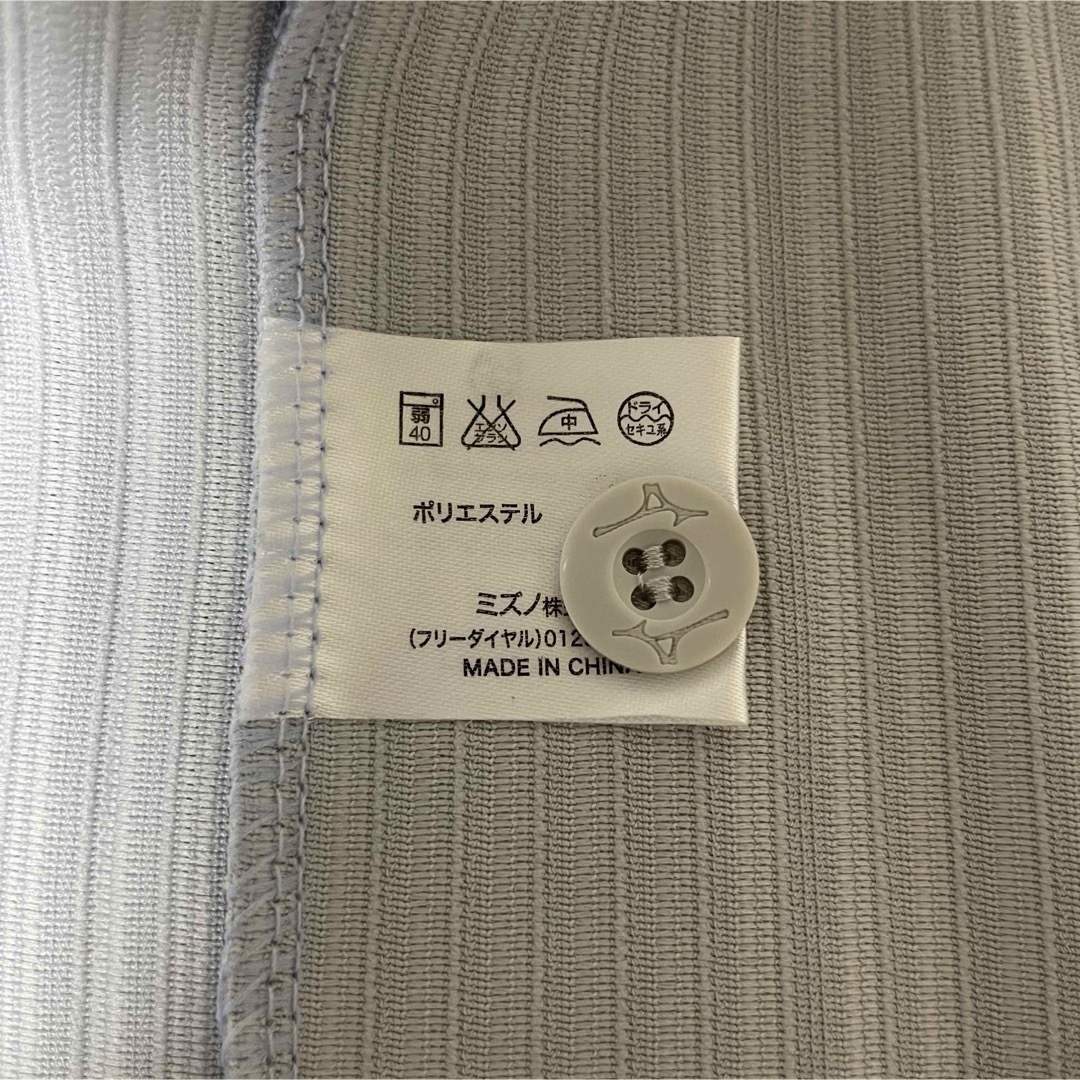 弱 40
エンソ サラシ
中
ドライ セキユ系
ポリエステル
ミズノ株
(フリーダイヤル)012
MADE IN CHINA